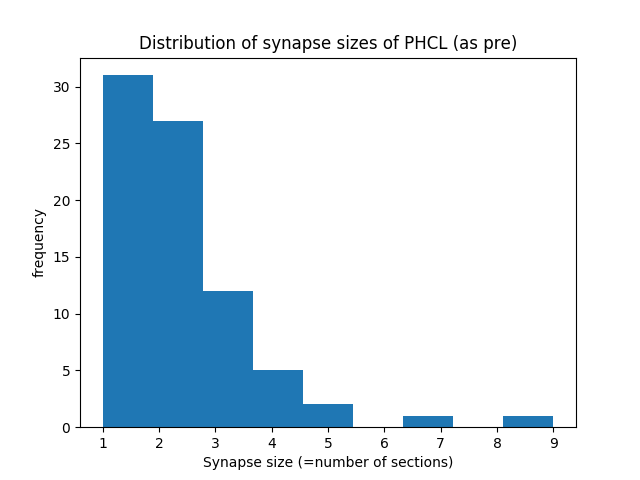 Distribution of synapse sizes of PHCL (as pre)
frequency
30
25
20
15
10
5
0
1 2 3 4 5 6 7 8 9
Synapse size (=number of sections)